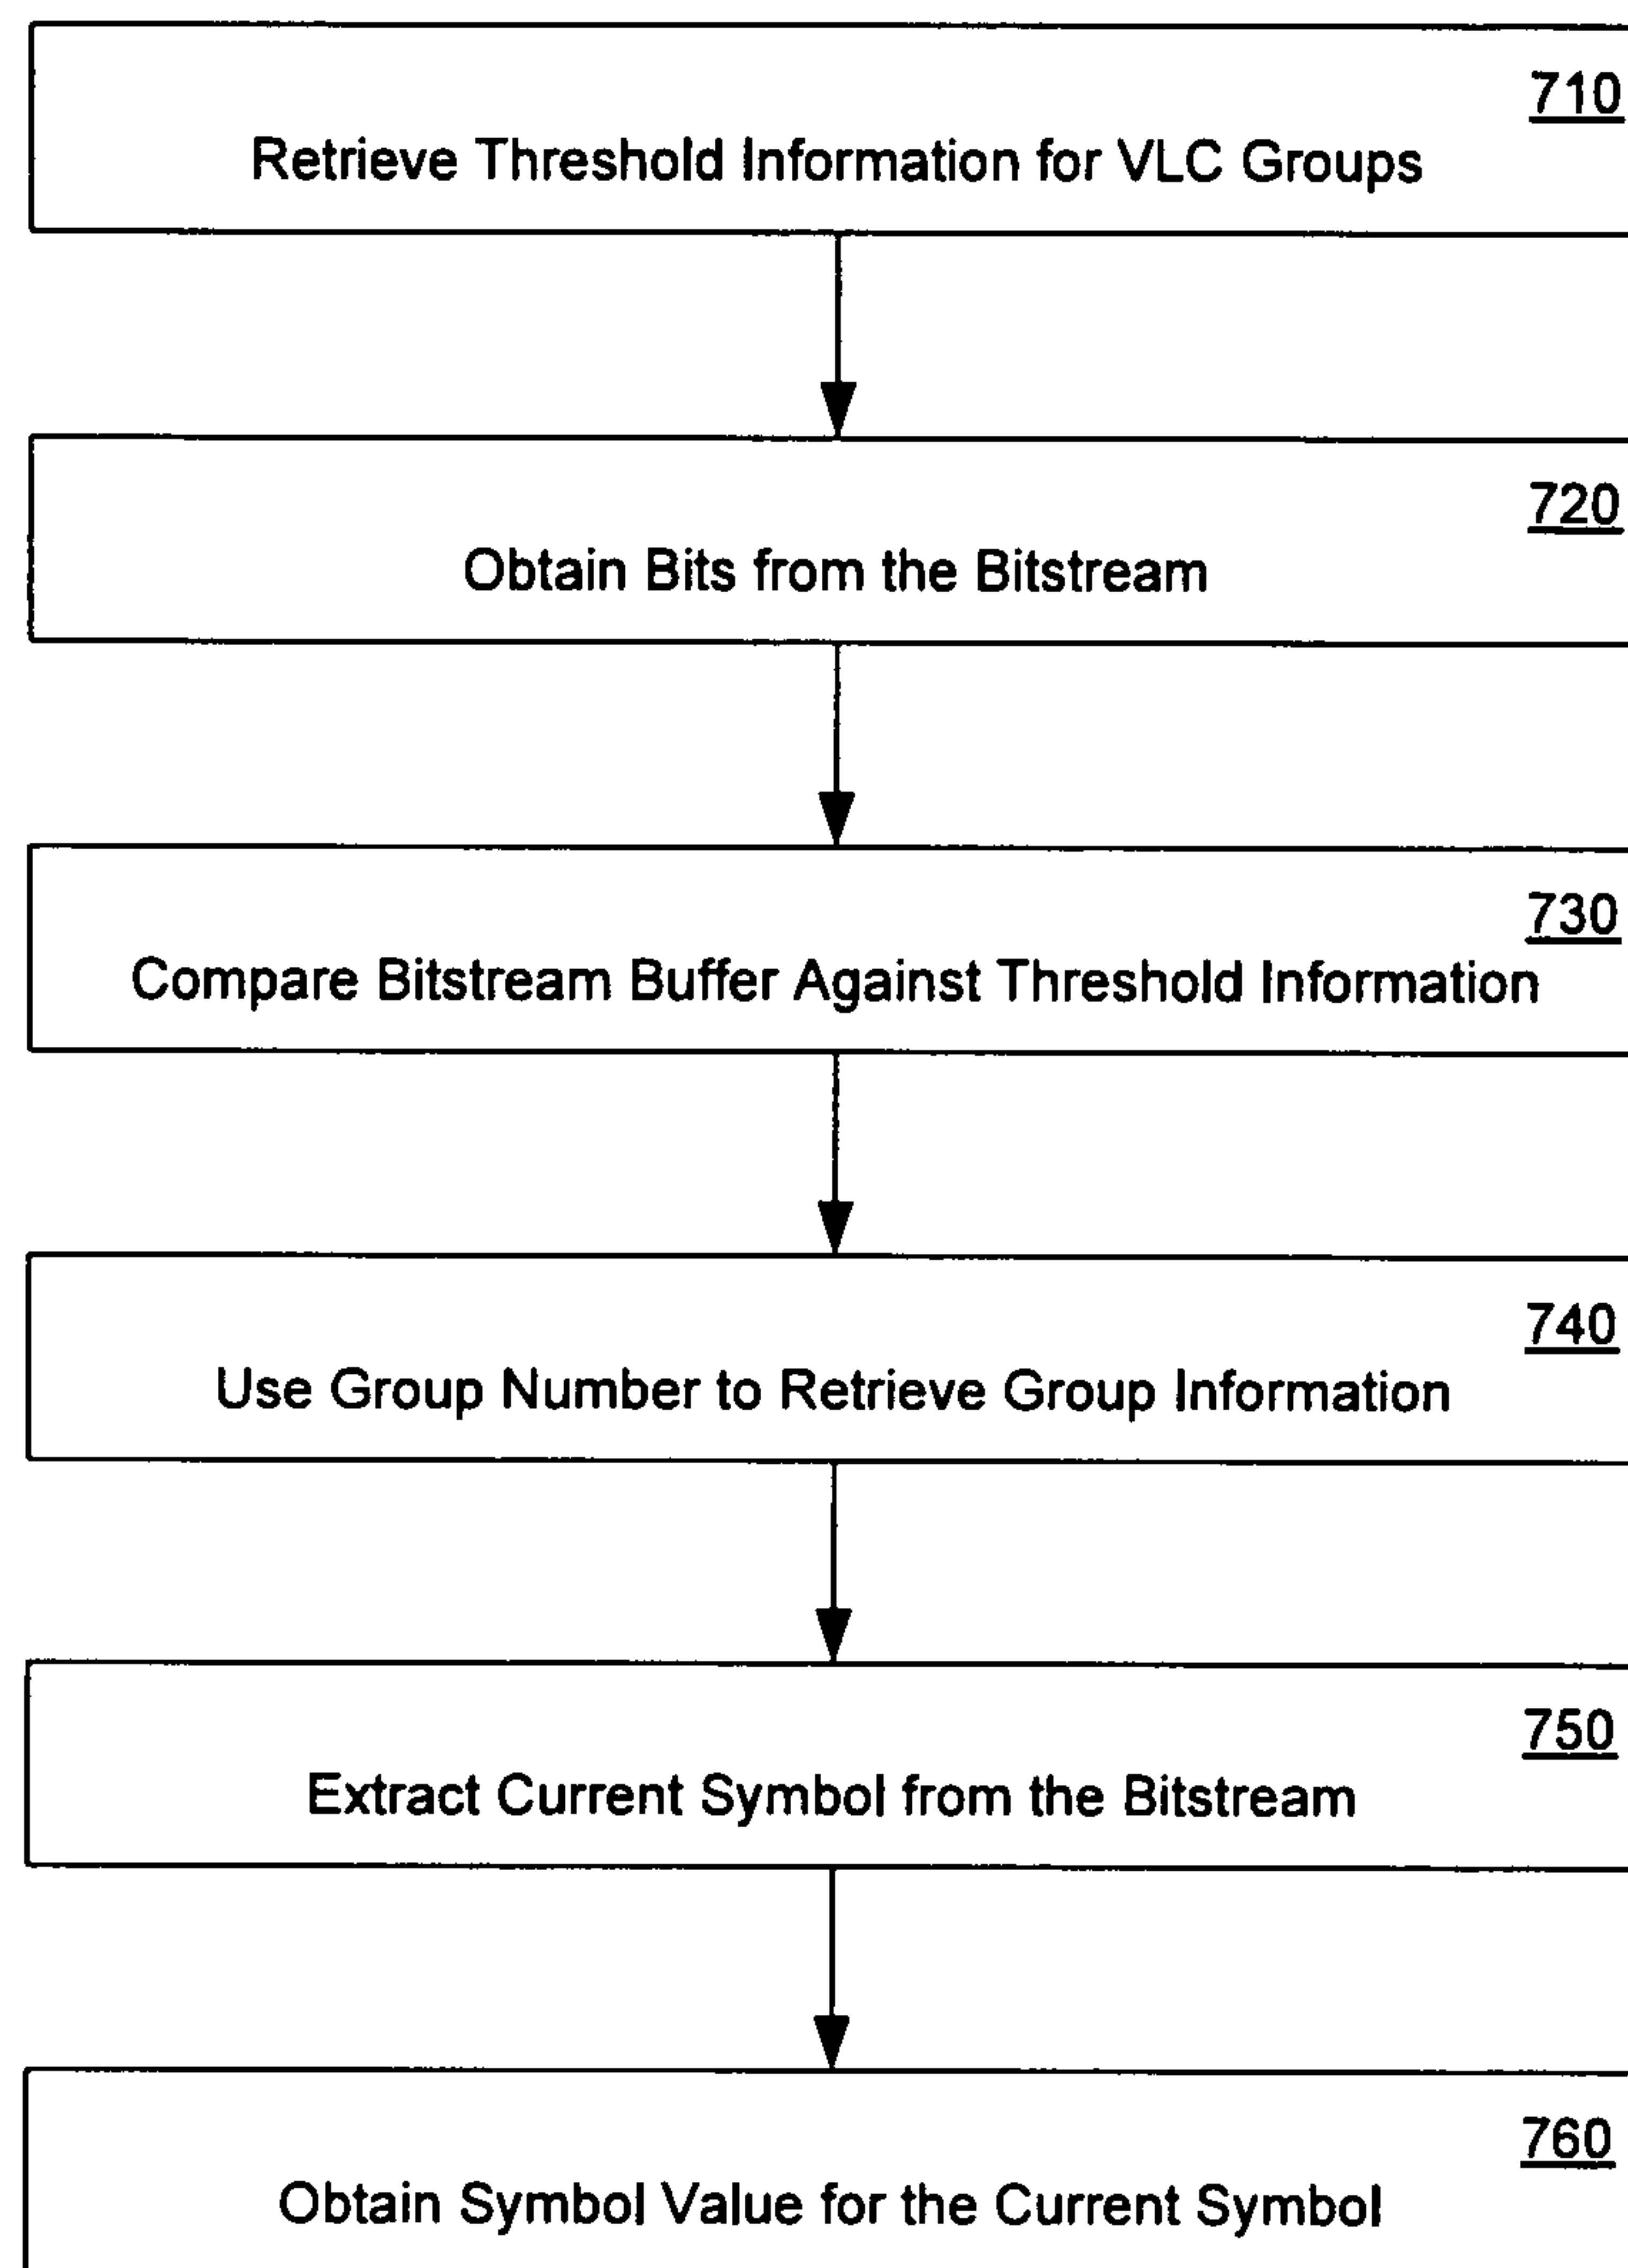 710
Retrieve Threshold Information for VLC Groups
720
Obtain Bits from the Bitstream
730
Compare Bitstream Buffer Against Threshold Information
740
Use Group Number to Retrieve Group Information
750
Extract Current Symbol from the Bitstream
760
Obtain Symbol Value for the Current Symbol